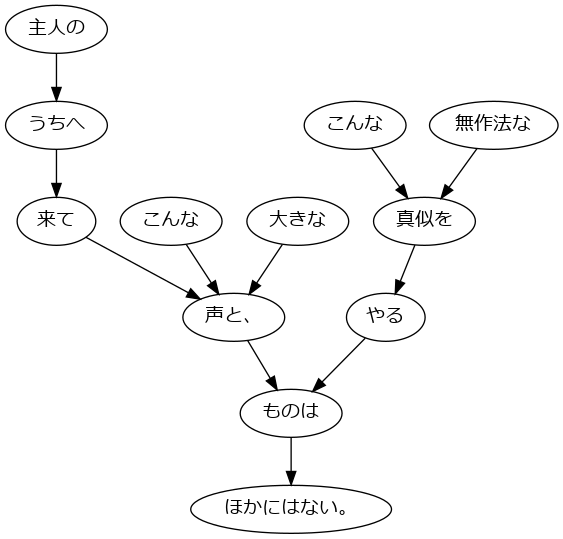 主人の
うちへ
こんな
無作法な
来て
こんな
大きな
真似を
声と、
やる
ものは
ほかにはない。